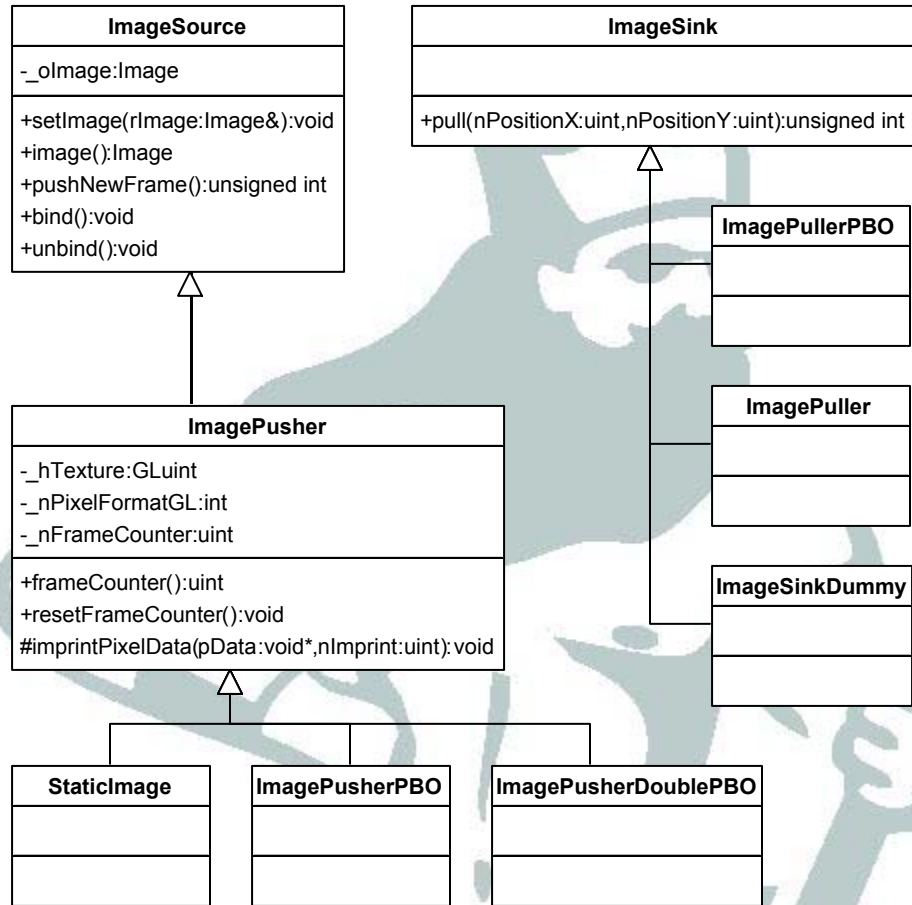 ImageSource
-_oImage:Image
+setImage(rImage:Image&):void
+image():Image
+pushNewFrame():unsigned int
+bind():void
+unbind():void
ImageSink
+pull(nPositionX:uint,nPositionY:uint):unsigned int
ImagePullerPBO
ImagePuller
ImageSinkDummy
ImagePusher
-_hTexture:GLuint
-_nPixelFormatGL:int
-_nFrameCounter:uint
+frameCounter():uint
+resetFrameCounter():void
#imprintPixelData(pData:void*,nImprint:uint):void
StaticImage
ImagePusherPBO
ImagePusherDoublePBO